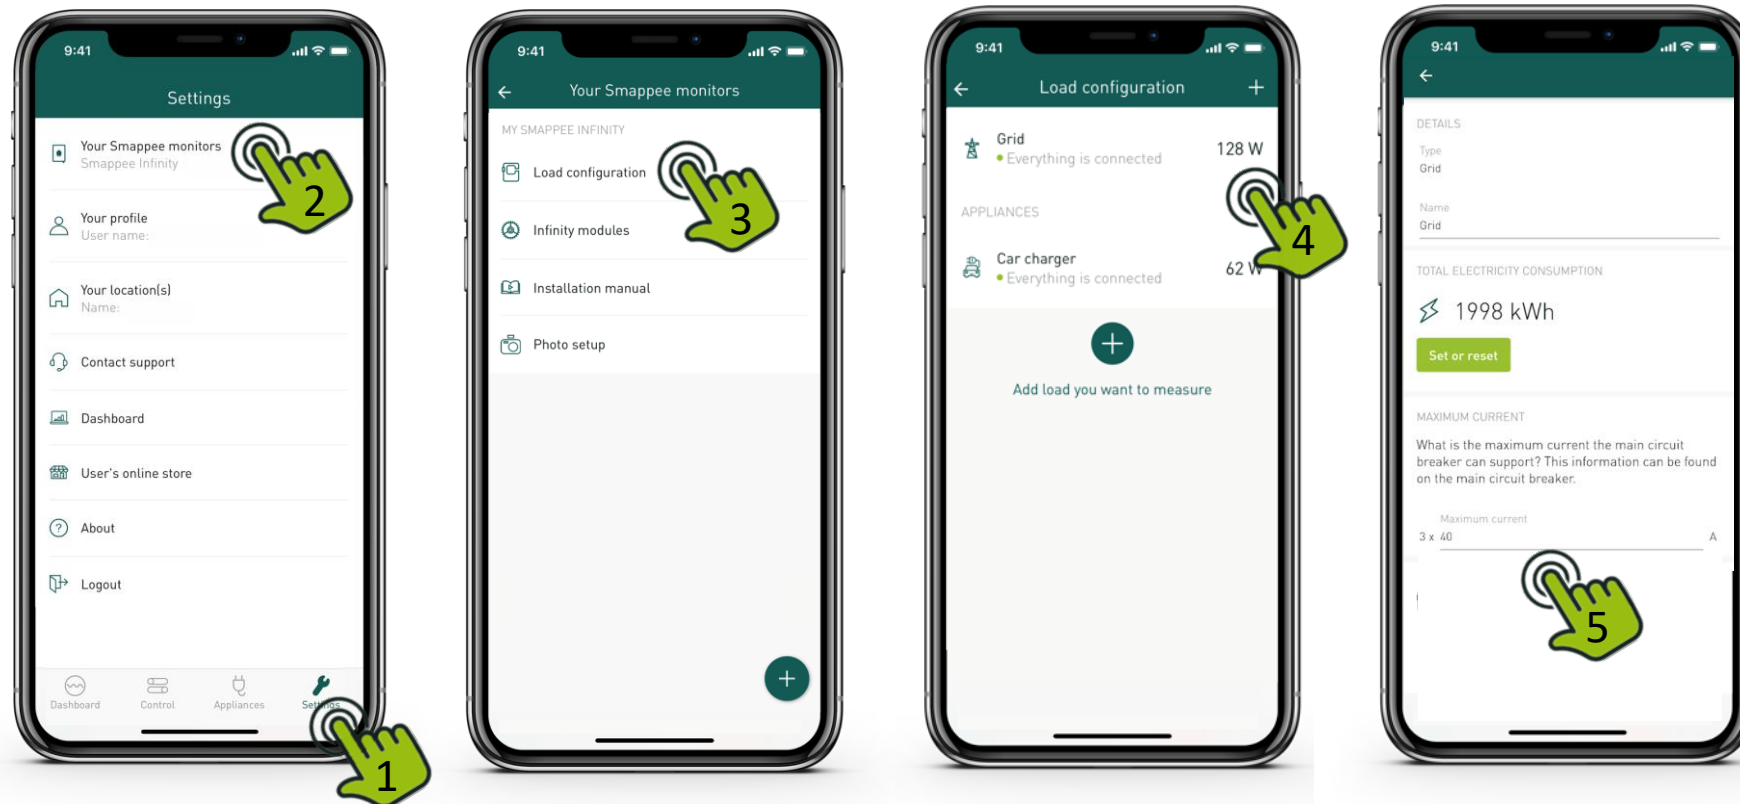 9:41
Settings
Your Smappee monitors
Smappee Infinity
2
Your profile
User name:
Your location(s)
Name:
Contact support
Dashboard
User's online store
About
Logout
Dashboard
Control
Appliances
Settings
1
9:41
Your Smappee monitors
MY SMAPPEE INFINITY
Load configuration
3
Infinity modules
Installation manual
Photo setup
9:41
Load configuration
Grid
128 W
Everything is connected
4
APPLIANCES
Car charger
62 W
Everything is connected
Add load you want to measure
9:41
DETAILS
Type
Grid
Name
Grid
TOTAL ELECTRICITY CONSUMPTION
1998 kWh
Set or reset
MAXIMUM CURRENT
What is the maximum current the main circuit
breaker can support? This information can be found
on the main circuit breaker.
Maximum current
3 x 40 A
5